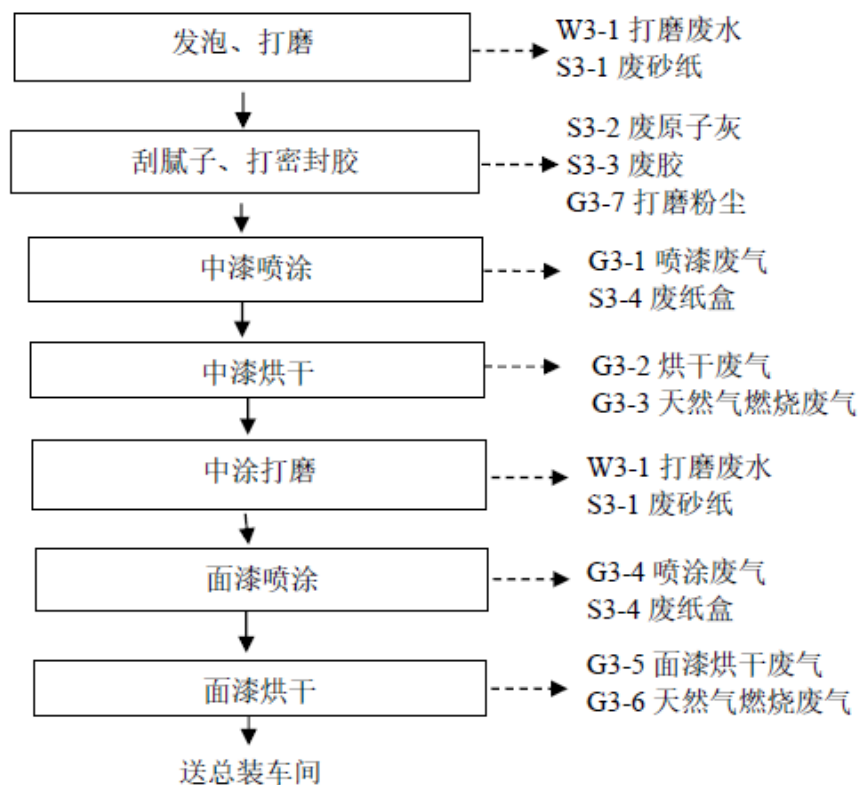 发泡、打磨
W3-1 打磨废水
S3-1 废砂纸
刮腻子、打密封胶
S3-2 废原子灰
S3-3 废胶
G3-7 打磨粉尘
中漆喷涂
G3-1 喷漆废气
S3-4 废纸盒
中漆烘干
G3-2 烘干废气
G3-3 天然气燃烧废气
中涂打磨
W3-1 打磨废水
S3-1 废砂纸
面漆喷涂
G3-4 喷涂废气
S3-4 废纸盒
面漆烘干
G3-5 面漆烘干废气
G3-6 天然气燃烧废气
送总装车间